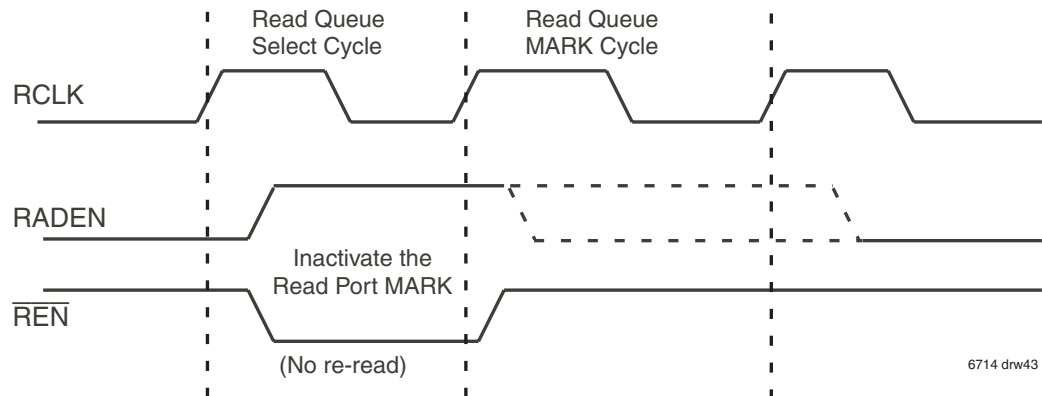 Read Queue
Select Cycle
Read Queue
MARK Cycle
RCLK
RADEN
Inactivate the
Read Port MARK
REN
(No re-read)
6714 drw43